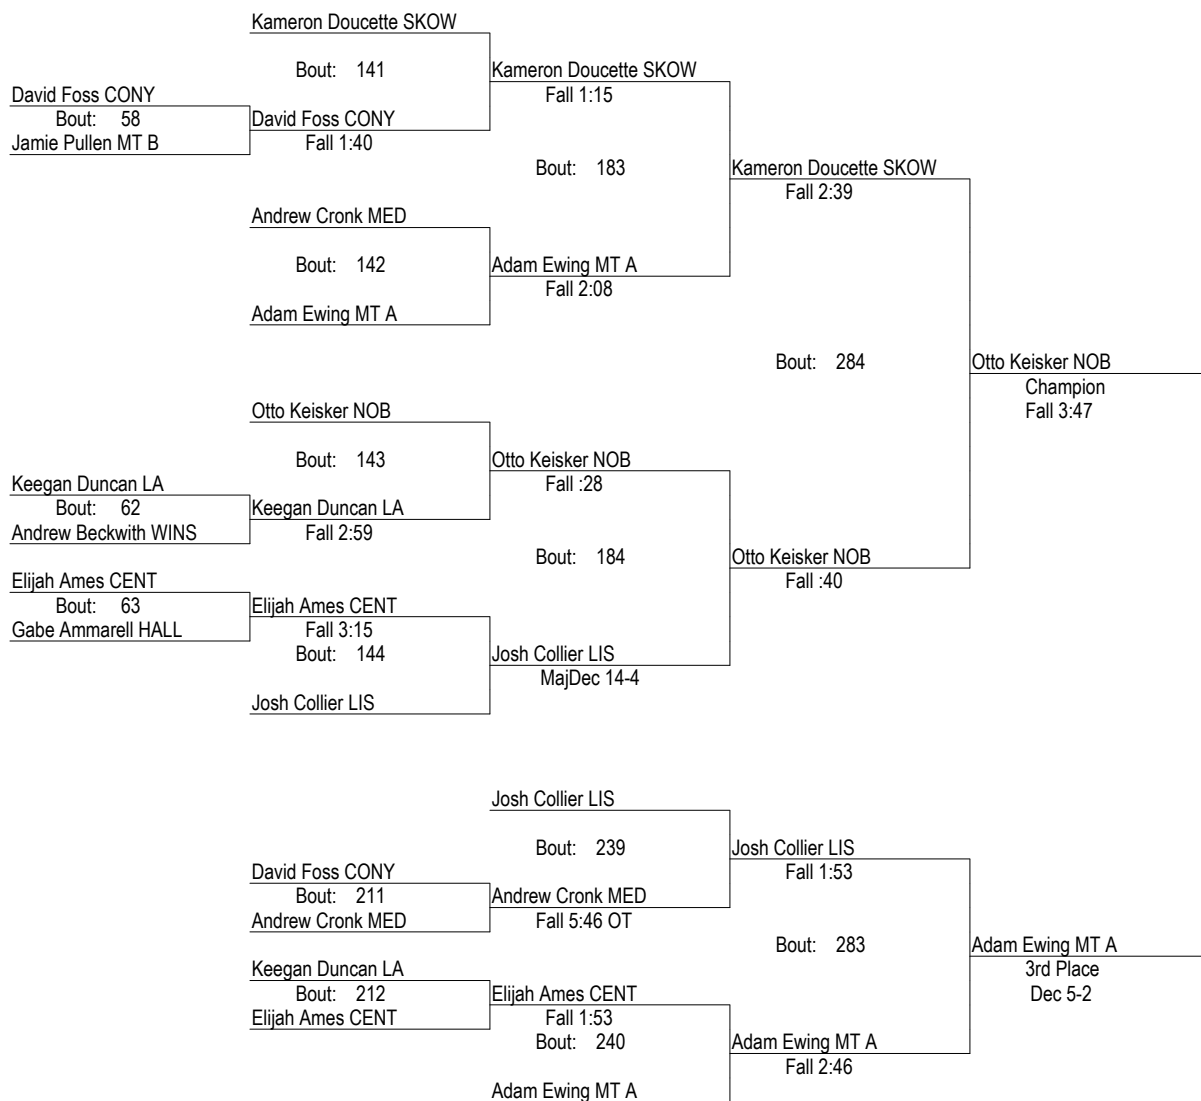 Kameron Doucette SKOW
Bout: 141
Kameron Doucette SKOW
David Foss CONY
Fall 1:15
Bout: 58
David Foss CONY
Jamie Pullen MT B
Fall 1:40
Bout: 183
Kameron Doucette SKOW
Fall 2:39
Andrew Cronk MED
Bout: 142
Adam Ewing MT A
Fall 2:08
Adam Ewing MT A
Bout: 284
Otto Keisker NOB
Champion
Fall 3:47
Otto Keisker NOB
Bout: 143
Otto Keisker NOB
Keegan Duncan LA
Fall :28
Bout: 62
Keegan Duncan LA
Andrew Beckwith WINS
Fall 2:59
Bout: 184
Otto Keisker NOB
Elijah Ames CENT
Fall :40
Bout: 63
Elijah Ames CENT
Gabe Ammarell HALL
Fall 3:15
Bout: 144
Josh Collier LIS
MajDec 14-4
Josh Collier LIS
Josh Collier LIS
Bout: 239
Josh Collier LIS
David Foss CONY
Fall 1:53
Bout: 211
Andrew Cronk MED
Andrew Cronk MED
Fall 5:46 OT
Bout: 283
Adam Ewing MT A
Keegan Duncan LA
3rd Place
Bout: 212
Elijah Ames CENT
Dec 5-2
Elijah Ames CENT
Fall 1:53
Bout: 240
Adam Ewing MT A
Fall 2:46
Adam Ewing MT A